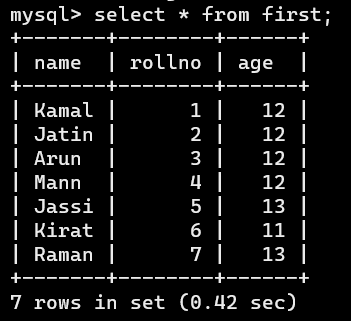 mysql> select * from first;
+-------+--------+------+
| name  | rollno | age  |
+-------+--------+------+
| Kamal |      1 |   12 |
| Jatin |      2 |   12 |
| Arun  |      3 |   12 |
| Mann  |      4 |   12 |
| Jassi |      5 |   13 |
| Kirat |      6 |   11 |
| Raman |      7 |   13 |
+-------+--------+------+
7 rows in set (0.42 sec)